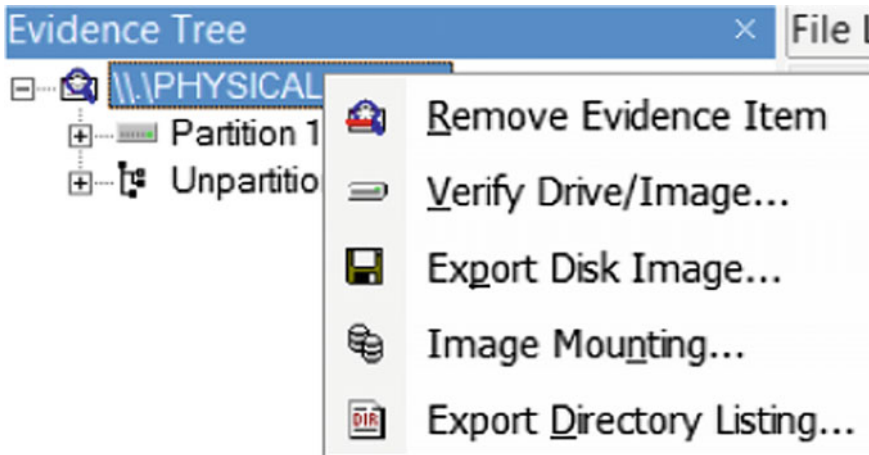 Evidence Tree
File
\\.\PHYSICAL
Partition 1
Unpartitio
Remove Evidence Item
Verify Drive/Image...
Export Disk Image...
Image Mounting...
Export Directory Listing...
DIR